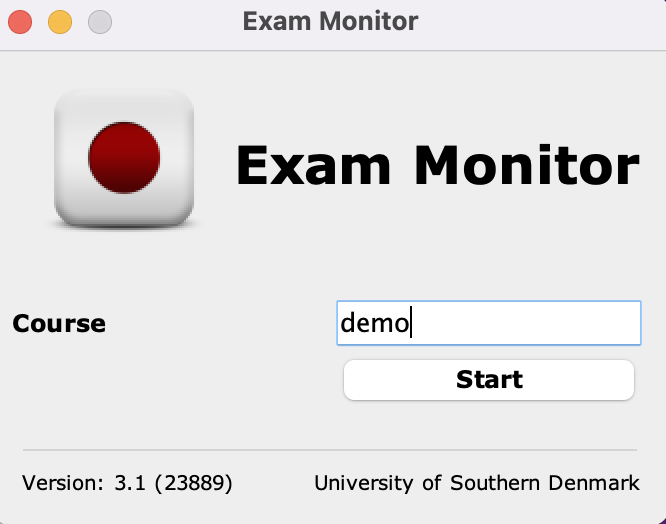 Exam Monitor
Exam Monitor
Course demo
Start
Version: 3.1 (23889) University of Southern Denmark